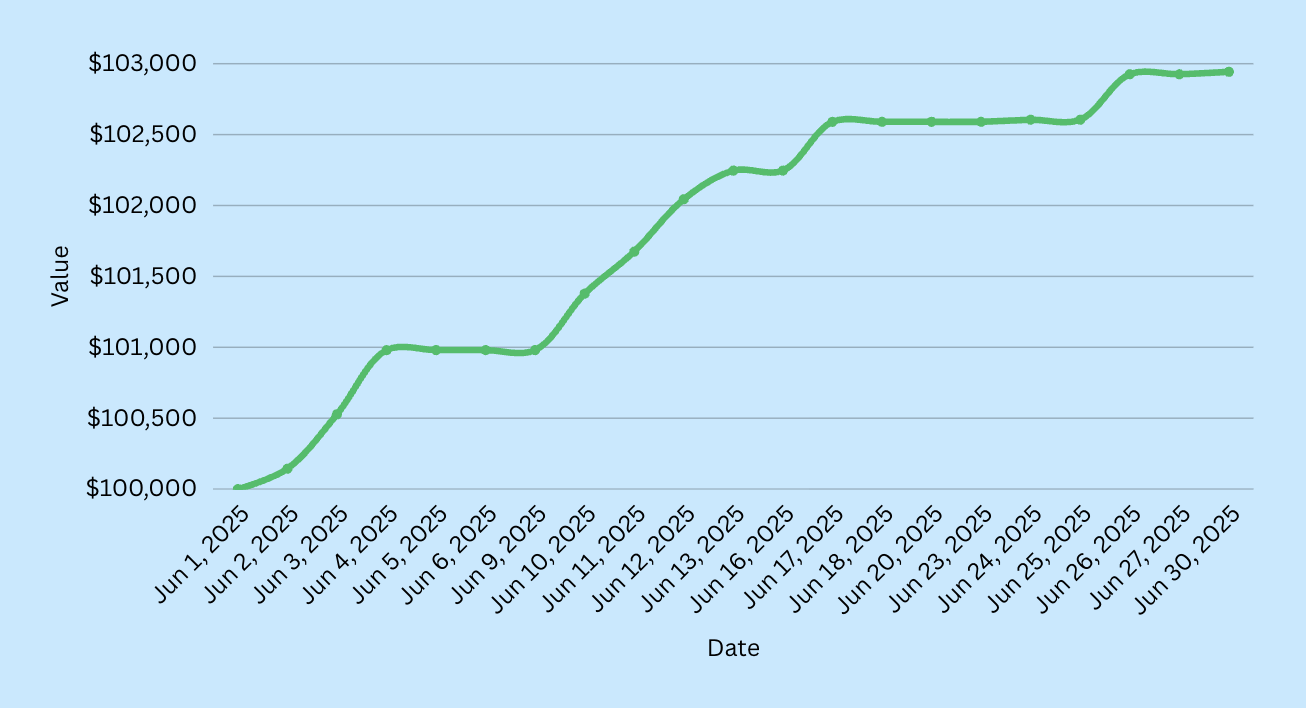 $103,000
$102,500
$102,000
$101,500
$101,000
$100,500
$100,000
Value
Jun 1, 2025
Jun 2, 2025
Jun 3, 2025
Jun 4, 2025
Jun 5, 2025
Jun 6, 2025
Jun 9, 2025
Jun 10, 2025
Jun 11, 2025
Jun 12, 2025
Jun 13, 2025
Jun 16, 2025
Jun 17, 2025
Jun 18, 2025
Jun 20, 2025
Jun 23, 2025
Jun 24, 2025
Jun 25, 2025
Jun 26, 2025
Jun 27, 2025
Jun 30, 2025
Date